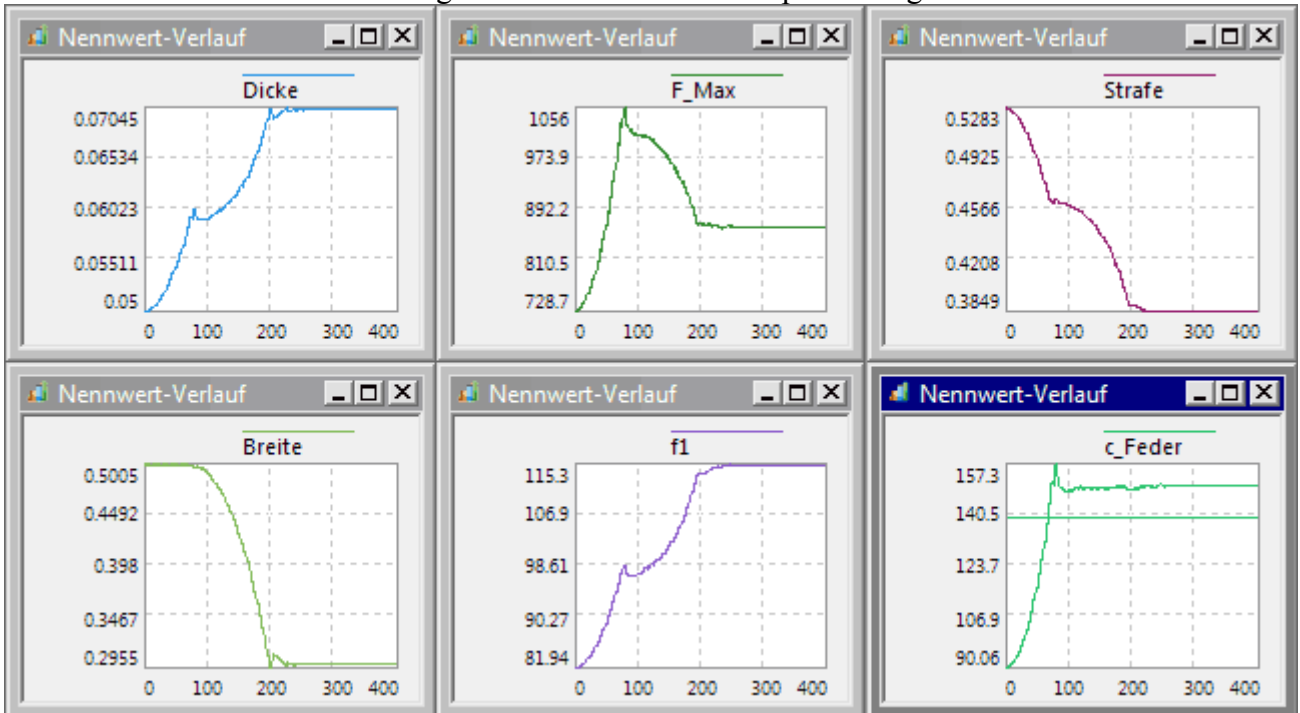 Nennwert-Verlauf
Dicke
0.07045
0.06534
0.06023
0.05511
0.05
0 100 200 300 400
Nennwert-Verlauf
F_Max
1056
973.9
892.2
810.5
728.7
0 100 200 300 400
Nennwert-Verlauf
Strafe
0.5283
0.4925
0.4566
0.4208
0.3849
0 100 200 300 400
Nennwert-Verlauf
Breite
0.5005
0.4492
0.398
0.3467
0.2955
0 100 200 300 400
Nennwert-Verlauf
f1
115.3
106.9
98.61
90.27
81.94
0 100 200 300 400
Nennwert-Verlauf
c_Feder
157.3
140.5
123.7
106.9
90.06
0 100 200 300 400